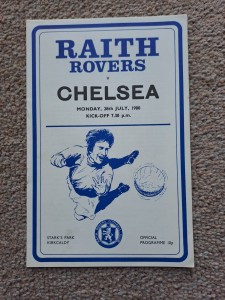 RAITH
ROVERS
CHELSEA
MONDAY, 28th JULY, 1980
KICK-OFF 7.30 p.m.
STARK'S PARK
KIRKCALDY
OFFICIAL
PROGRAMME